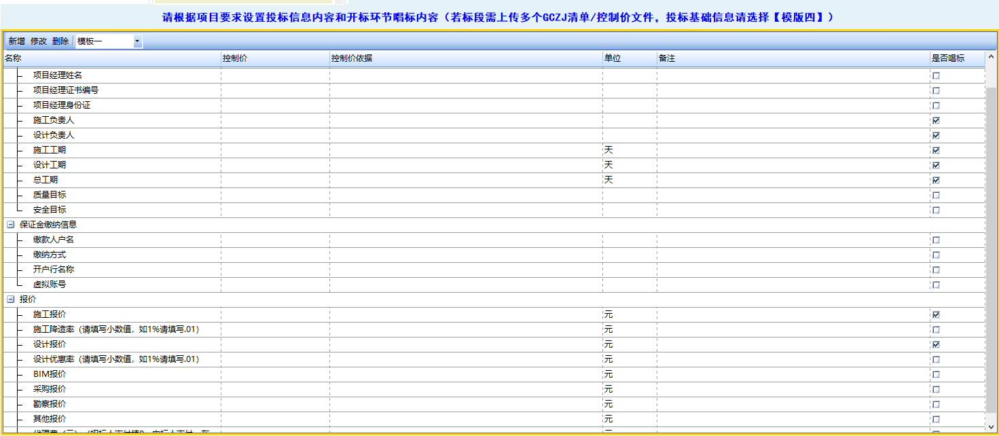 请根据项目要求设置投标信息内容和开标环节唱标内容（若标段需上传多个GCZJ清单/控制价文件，投标基础信息请选择【模版四】）
新增 修改 删除 模板一
名称 控制价 控制价依据 单位 备注 是否唱标
项目经理姓名
项目经理证书编号
项目经理身份证
施工负责人
设计负责人
施工工期 天
设计工期 天
总工期 天
质量目标
安全目标
保证金缴纳信息
缴款人户名
缴纳方式
开户行名称
虚拟账号
报价
施工报价 元
施工降造率（请填写小数值，如1%请填写.01） 元
设计报价 元
设计优惠率（请填写小数值，如1%请填写.01） 元
BIM报价 元
采购报价 元
勘察报价 元
其他报价 元